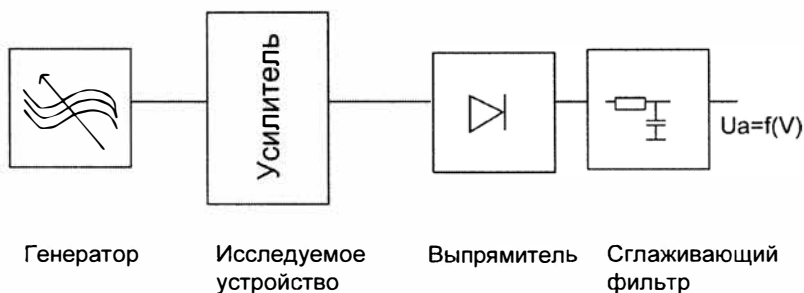 Усилитель
Ua=f(V)
Генератор
Исследуемое
устройство
Выпрямитель
Сглаживающий
фильтр